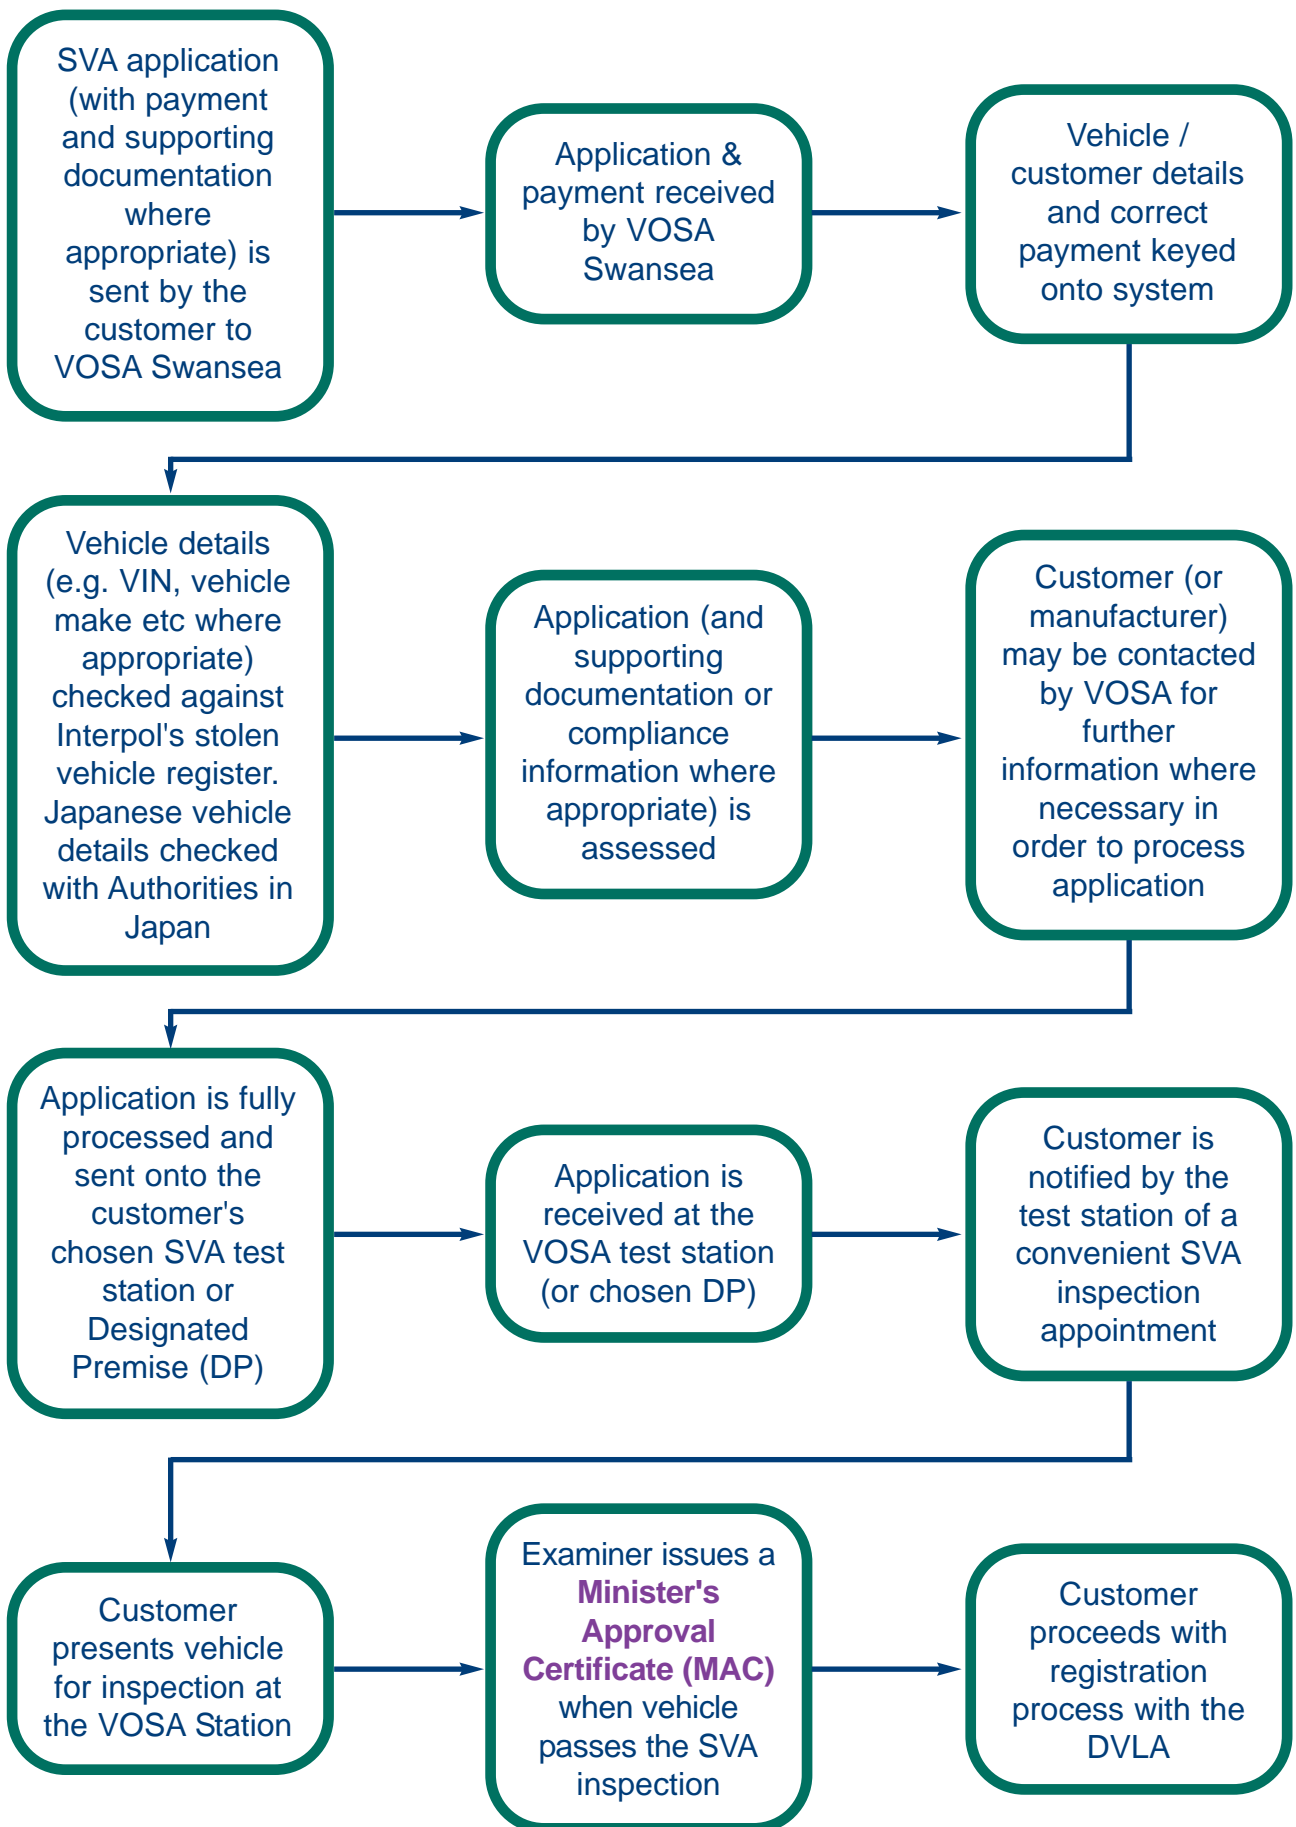 SVA application
(with payment
and supporting
documentation
where
appropriate) is
sent by the
customer to
VOSA Swansea
Application &
payment received
by VOSA
Swansea
Vehicle /
customer details
and correct
payment keyed
onto system
Vehicle details
(e.g. VIN, vehicle
make etc where
appropriate)
checked against
Interpol's stolen
vehicle register.
Japanese vehicle
details checked
with Authorities in
Japan
Application (and
supporting
documentation or
compliance
information where
appropriate) is
assessed
Customer (or
manufacturer)
may be contacted
by VOSA for
further
information where
necessary in
order to process
application
Application is fully
processed and
sent onto the
customer's
chosen SVA test
station or
Designated
Premise (DP)
Application is
received at the
VOSA test station
(or chosen DP)
Customer is
notified by the
test station of a
convenient SVA
inspection
appointment
Customer
presents vehicle
for inspection at
the VOSA Station
Examiner issues a
Minister's
Approval
Certificate (MAC)
when vehicle
passes the SVA
inspection
Customer
proceeds with
registration
process with the
DVLA